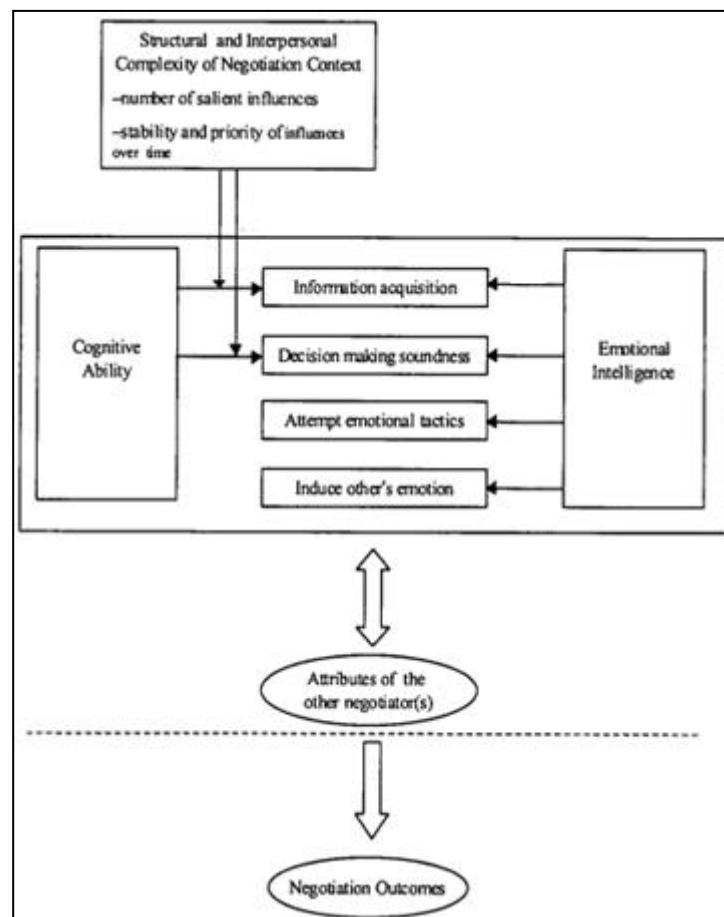 Structural and Interpersonal
Complexity of Negotiation Context
–number of salient influences
–stability and priority of influences
over time
Cognitive
Ability
Information acquisition
Decision making soundness
Attempt emotional tactics
Induce other's emotion
Emotional
Intelligence
Attributes of the
other negotiator(s)
Negotiation Outcomes